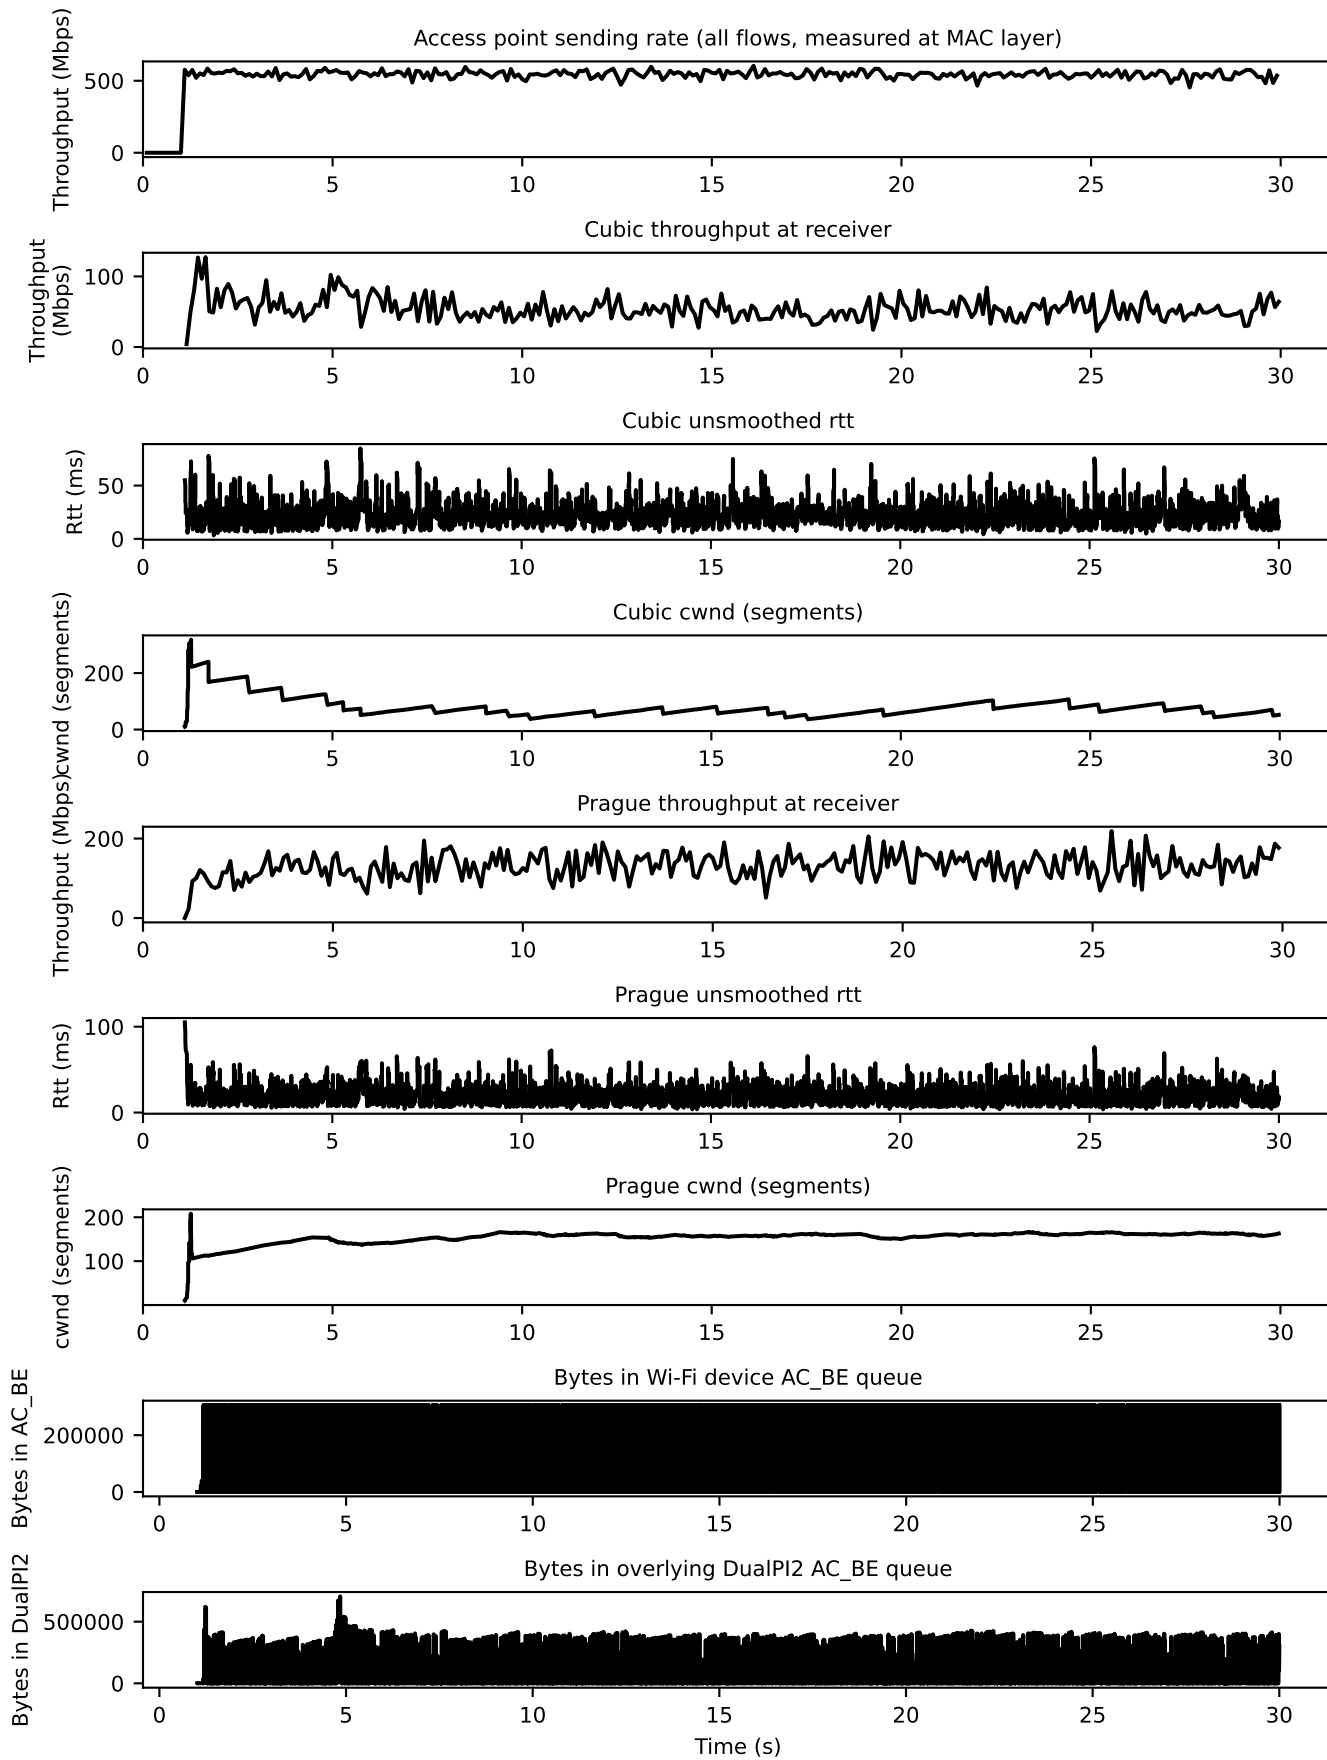 Access point sending rate (all flows, measured at MAC layer)
Throughput (Mbps)
500
0
0 5 10 15 20 25 30
Cubic throughput at receiver
Throughput
(Mbps)
100
0
0 5 10 15 20 25 30
Cubic unsmoothed rtt
Rtt (ms)
50
0
0 5 10 15 20 25 30
Cubic cwnd (segments)
cwnd (segments)
200
0
0 5 10 15 20 25 30
Prague throughput at receiver
Throughput (Mbps)
200
0
0 5 10 15 20 25 30
Prague unsmoothed rtt
Rtt (ms)
100
0
0 5 10 15 20 25 30
Prague cwnd (segments)
cwnd (segments)
200
100
0 5 10 15 20 25 30
Bytes in Wi-Fi device AC_BE queue
Bytes in AC_BE
200000
0
0 5 10 15 20 25 30
Bytes in overlying DualPI2 AC_BE queue
Bytes in DualPI2
500000
0
0 5 10 15 20 25 30
Time (s)